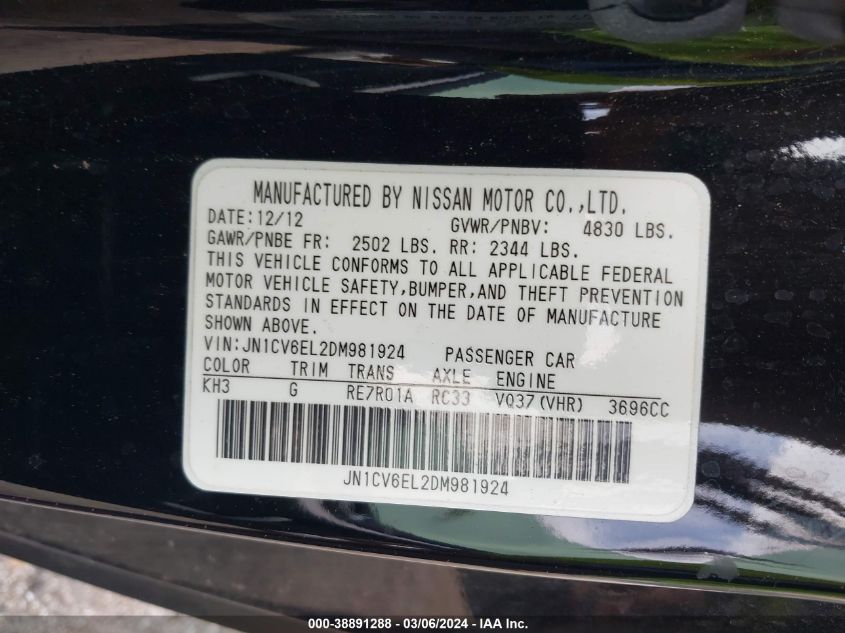 MANUFACTURED BY NISSAN MOTOR CO.,LTD.
DATE:12/12 GVWR/PNBV: 4830 LBS.
GAWR/PNBE FR: 2502 LBS. RR: 2344 LBS.
THIS VEHICLE CONFORMS TO ALL APPLICABLE FEDERAL
MOTOR VEHICLE SAFETY,BUMPER,AND THEFT PREVENTION
STANDARDS IN EFFECT ON THE DATE OF MANUFACTURE
SHOWN ABOVE.
VIN:JN1CV6EL2DM981924 PASSENGER CAR
COLOR TRIM TRANS AXLE ENGINE
KH3 G RE7R01A RC33 VQ37(VHR) 3696CC
JN1CV6EL2DM981924
000-38891288 - 03/06/2024 - IAA Inc.